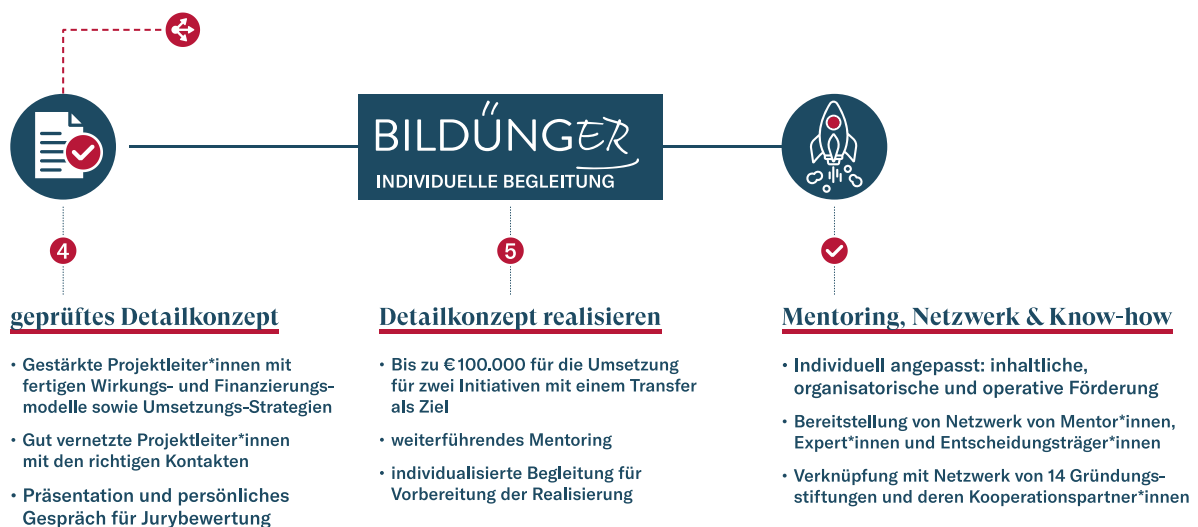 BILDÜNGER
INDIVIDUELLE BEGLEITUNG
4
geprüftes Detailkonzept
• Gestärkte Projektleiter*innen mit
fertigen Wirkungs- und Finanzierungs-
modelle sowie Umsetzungs-Strategien
• Gut vernetzte Projektleiter*innen
mit den richtigen Kontakten
• Präsentation und persönliches
Gespräch für Jurybewertung
5
Detailkonzept realisieren
• Bis zu €100.000 für die Umsetzung
für zwei Initiativen mit einem Transfer
als Ziel
• weiterführendes Mentoring
• individualisierte Begleitung für
Vorbereitung der Realisierung
Mentoring, Netzwerk & Know-how
• Individuell angepasst: inhaltliche,
organisatorische und operative Förderung
• Bereitstellung von Netzwerk von Mentor*innen,
Expert*innen und Entscheidungsträger*innen
• Verknüpfung mit Netzwerk von 14 Gründungs-
stiftungen und deren Kooperationspartner*innen